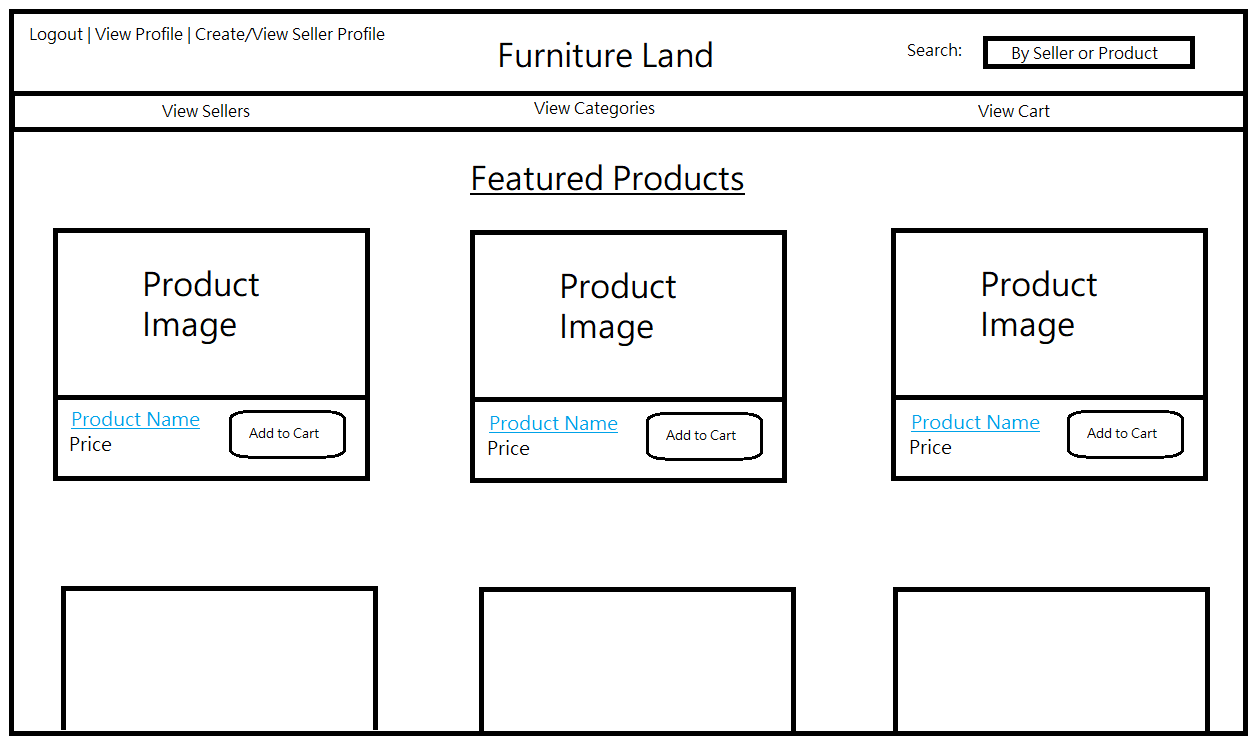 Logout | View Profile | Create/View Seller Profile
Furniture Land
Search:
By Seller or Product
View Sellers
View Categories
View Cart
Featured Products
Product
Image
Product Name
Price
Add to Cart
Product
Image
Product Name
Price
Add to Cart
Product
Image
Product Name
Price
Add to Cart